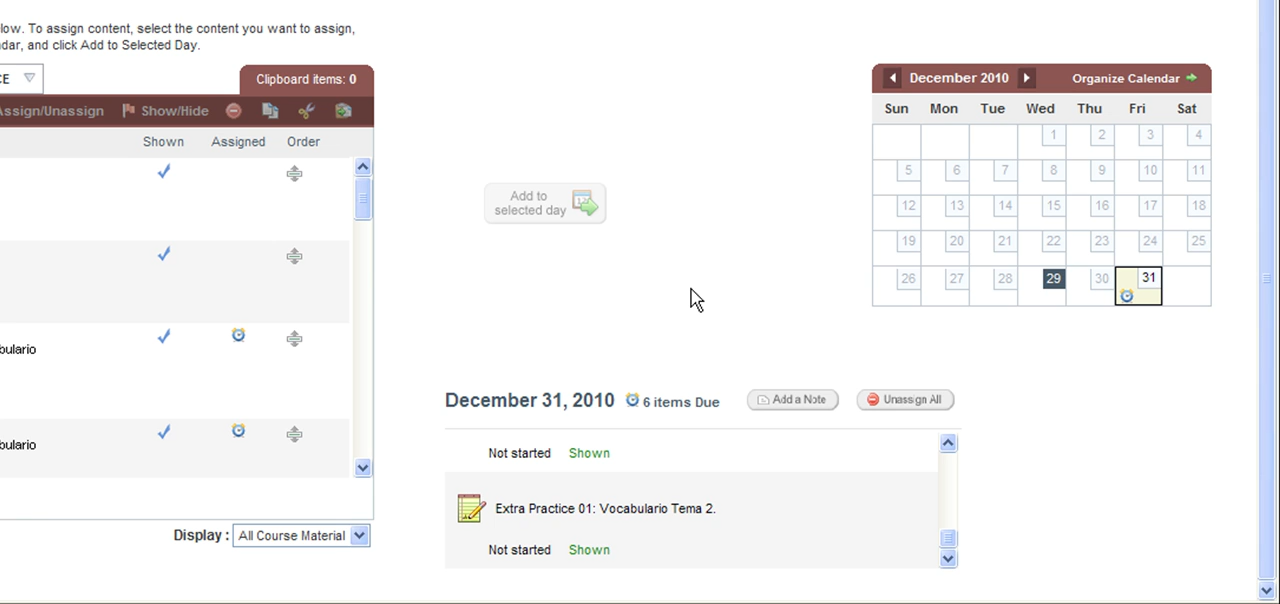 low. To assign content, select the content you want to assign,
dar, and click Add to Selected Day.
CE
Clipboard items: 0
Assign/Unassign Show/Hide
Shown Assigned Order
bulario
bulario
Display : All Course Material
Add to
selected day
December 2010 Organize Calendar
Sun Mon Tue Wed Thu Fri Sat
1 2 3 4
5 6 7 8 9 10 11
12 13 14 15 16 17 18
19 20 21 22 23 24 25
26 27 28 29 30 31
December 31, 2010 6 items Due Add a Note Unassign All
Not started Shown
Extra Practice 01: Vocabulario Tema 2.
Not started Shown